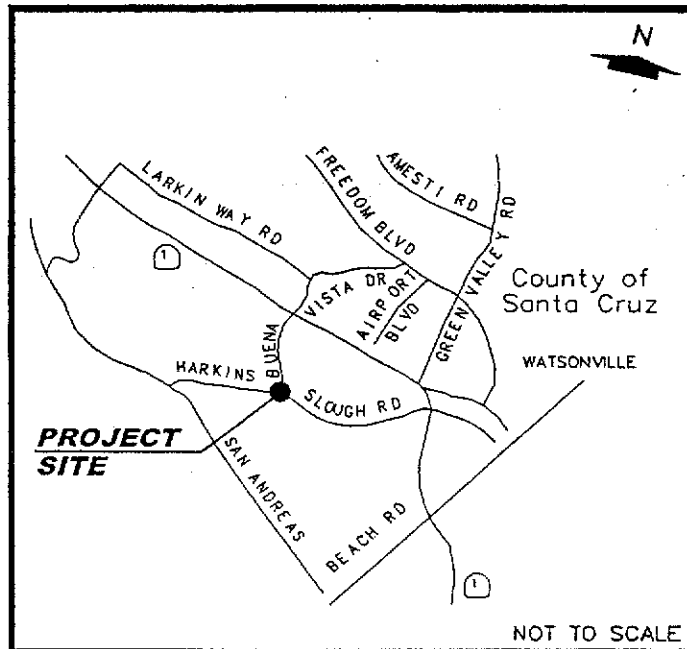 N
LARKIN WAY RD
FREEDOM BLVD
AMESTI RD
GREEN VALLEY RD
1
VISTA DR
AIRPORT
BLVD
County of
Santa Cruz
BUENA
HARKINS
SLOUGH RD
WATSONVILLE
PROJECT
SITE
SAN ANDREAS
BEACH RD
1
NOT TO SCALE